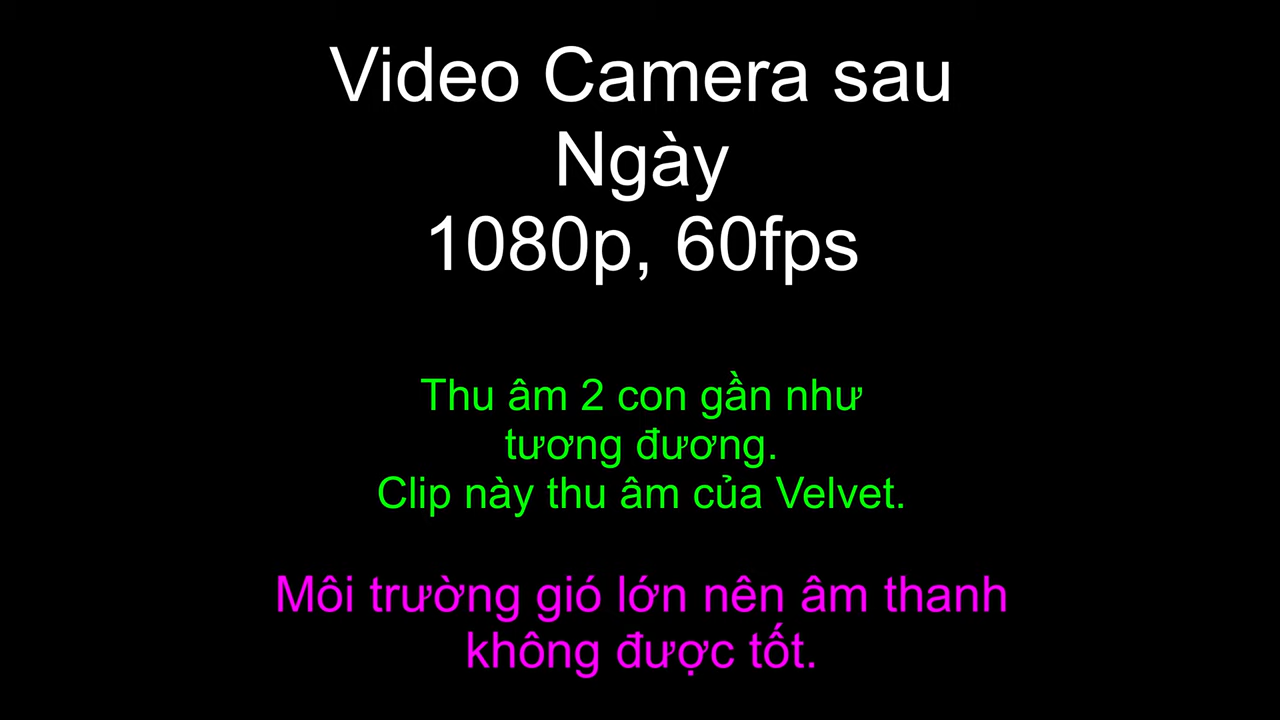 Video Camera sau
Ngày
1080p, 60fps
Thu âm 2 con gần như
tương đương.
Clip này thu âm của Velvet.
Môi trường gió lớn nên âm thanh
không được tốt.